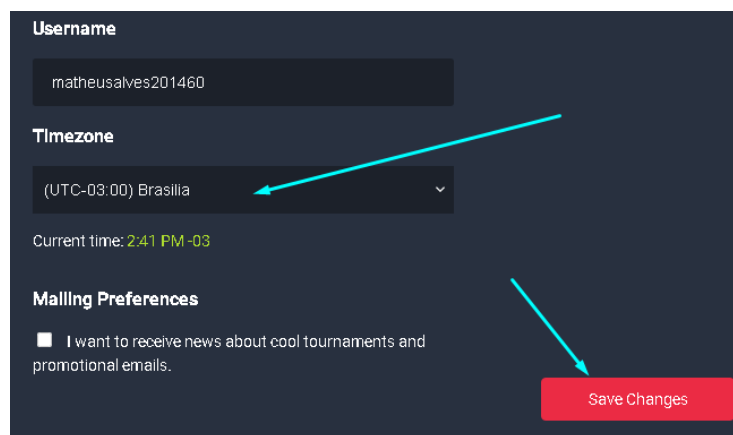 Username
matheusalves201460
Timezone
(UTC-03:00) Brasilia
Current time: 2:41 PM -03
Mailing Preferences
I want to receive news about cool tournaments and
promotional emails.
Save Changes